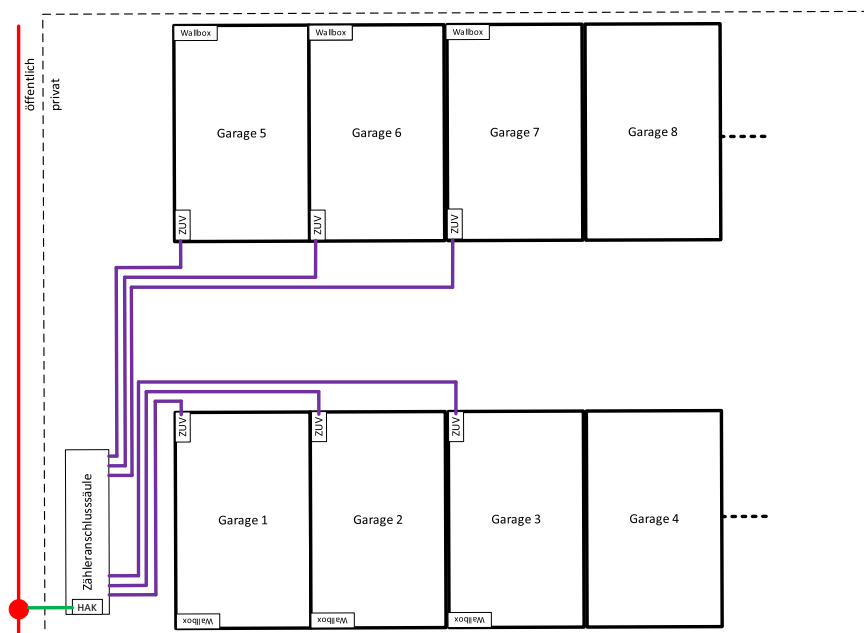 öffentlich
privat
Wallbox
Wallbox
Wallbox
Garage 5
Garage 6
Garage 7
Garage 8
ZUV
ZUV
ZUV
ZUV
ZUV
ZUV
Zähleranschlusssäule
HAK
Garage 1
Garage 2
Garage 3
Garage 4
Wallbox
Wallbox
Wallbox